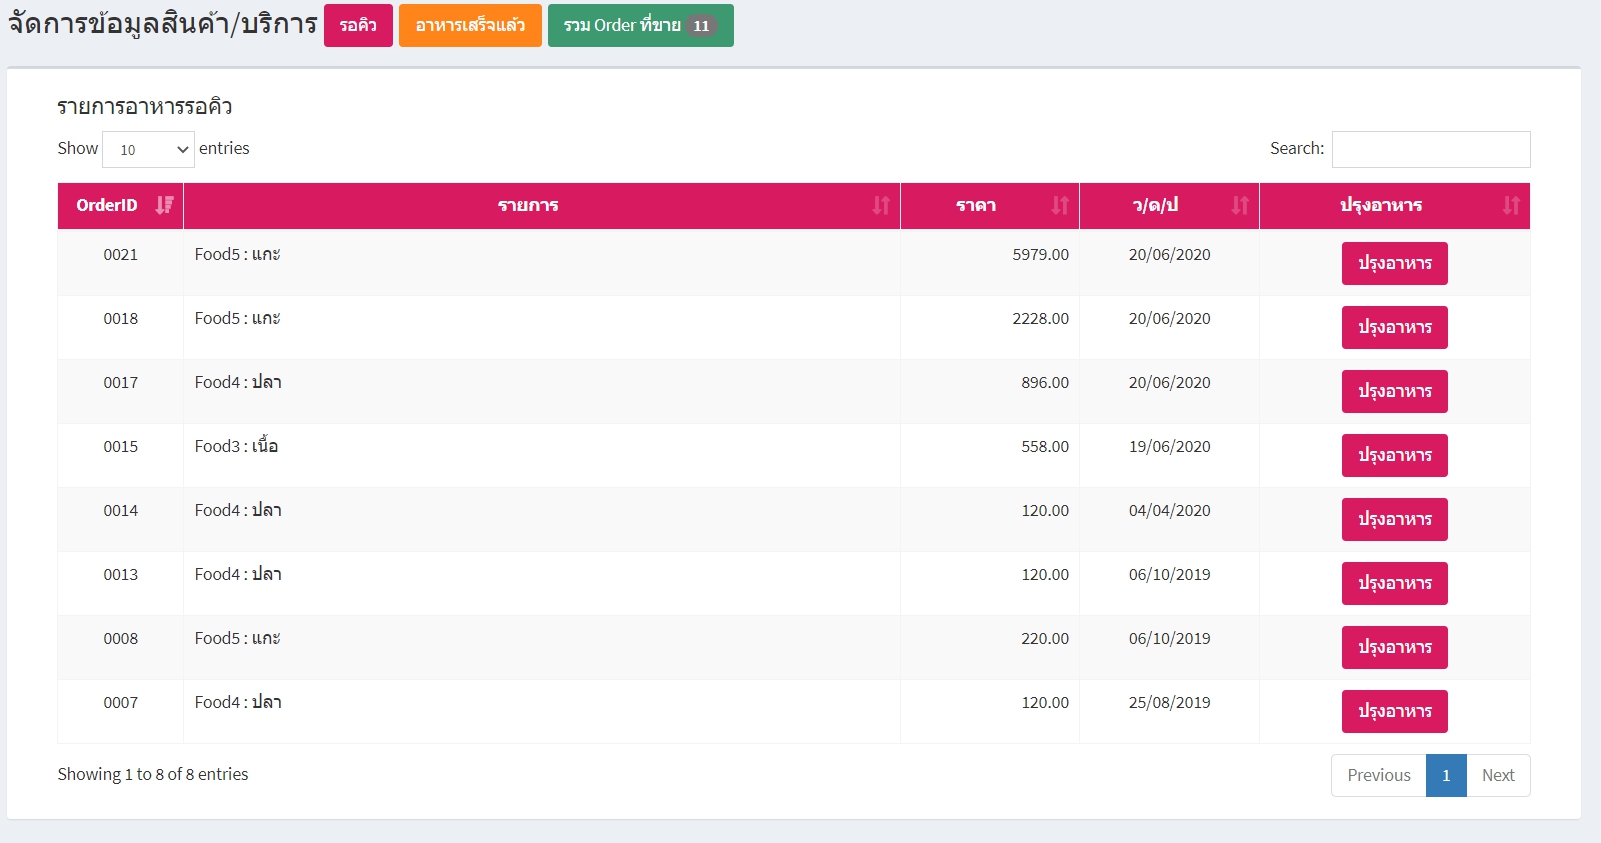 จัดการข้อมูลสินค้า/บริการ รอคิว อาหารเสร็จแล้ว รวม Order ที่ขาย 11
รายการอาหารรอคิว
Show 10 entries Search:
OrderID รายการ ราคา ว/ด/ป ปรุงอาหาร
0021 Food5 : แกะ 5979.00 20/06/2020 ปรุงอาหาร
0018 Food5 : แกะ 2228.00 20/06/2020 ปรุงอาหาร
0017 Food4 : ปลา 896.00 20/06/2020 ปรุงอาหาร
0015 Food3 : เนื้อ 558.00 19/06/2020 ปรุงอาหาร
0014 Food4 : ปลา 120.00 04/04/2020 ปรุงอาหาร
0013 Food4 : ปลา 120.00 06/10/2019 ปรุงอาหาร
0008 Food5 : แกะ 220.00 06/10/2019 ปรุงอาหาร
0007 Food4 : ปลา 120.00 25/08/2019 ปรุงอาหาร
Showing 1 to 8 of 8 entries Previous 1 Next